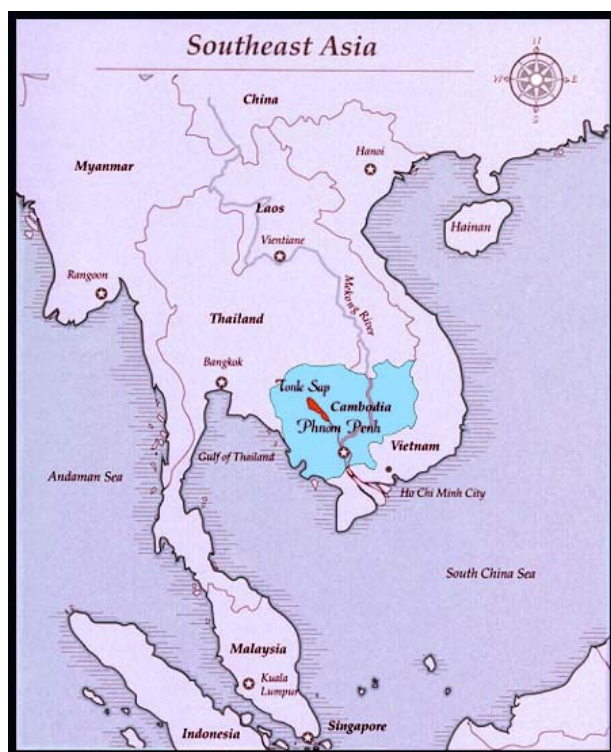 Southeast Asia
N
W
E
S
China
Hanoi
Myanmar
Laos
Hainan
Vientiane
Rangoon
Mekong River
Thailand
Bangkok
Tonle Sap
Cambodia
Phnom Penh
Vietnam
Gulf of Thailand
Andaman Sea
Ho Chi Minh City
South China Sea
Malaysia
Kuala
Lumpur
Singapore
Indonesia